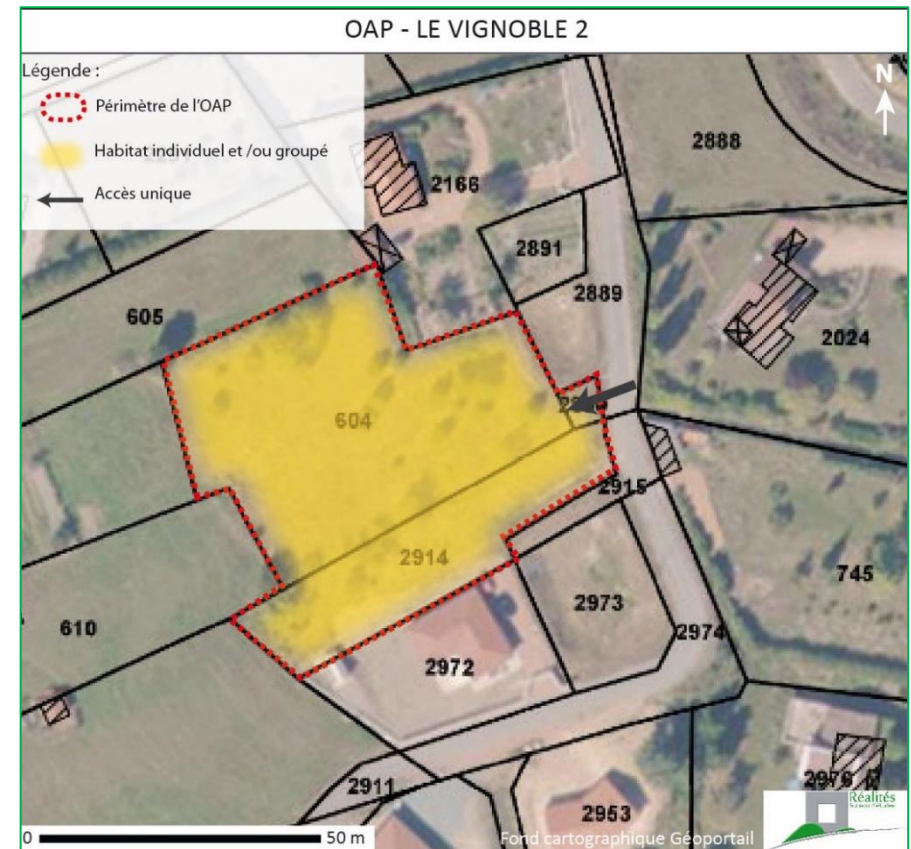 OAP - LE VIGNOBLE 2
Légende :
Périmètre de l'OAP
Habitat individuel et /ou groupé
Accès unique
N
2888
2166
2891
2889
605
2024
604
2915
2914
745
2973
610
2974
2972
2911
2976
2953
Réalités
0 50 m
Fond cartographique Géoportail